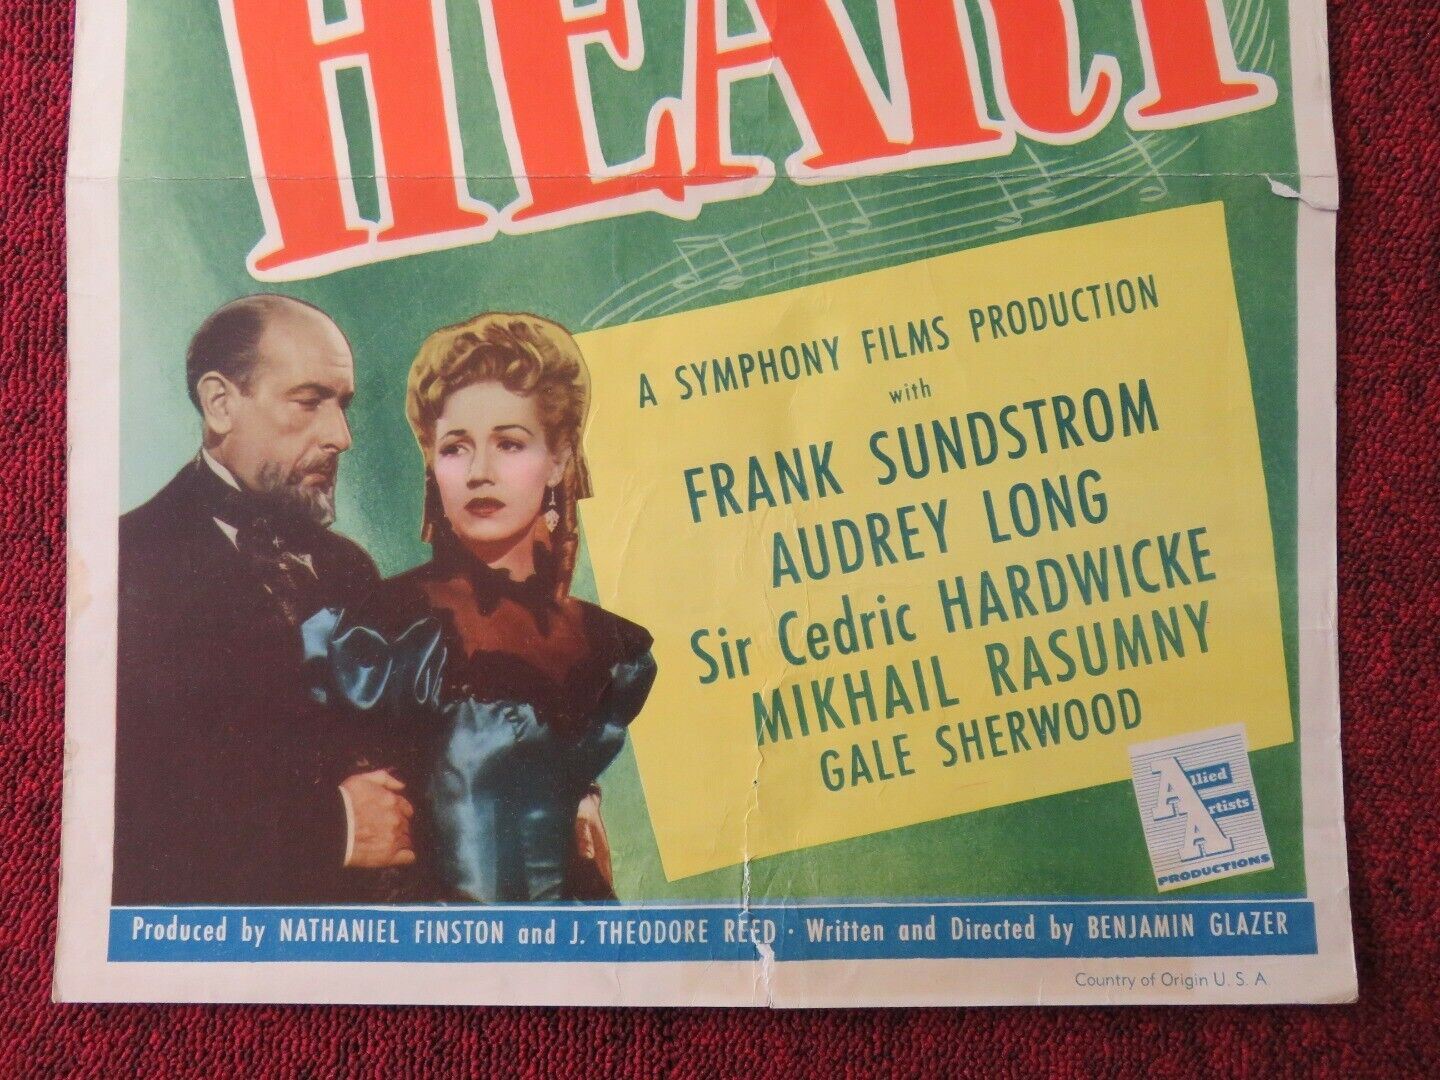 HEART
A SYMPHONY FILMS PRODUCTION
with
FRANK SUNDSTROM
AUDREY LONG
Sir Cedric HARDWICKE
MIKHAIL RASUMNY
GALE SHERWOOD
Allied
Artists
PRODUCTIONS
Produced by NATHANIEL FINSTON and J. THEODORE REED · Written and Directed by BENJAMIN GLAZER
Country of Origin U. S. A.